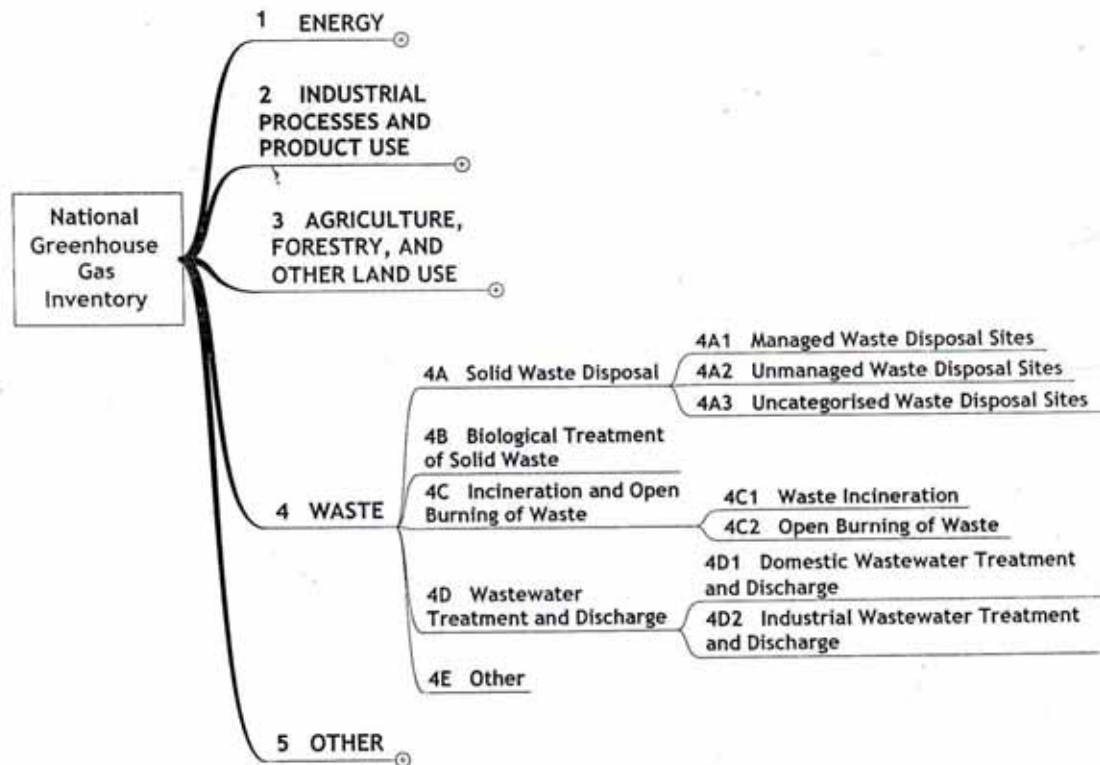 1 ENERGY
2 INDUSTRIAL
PROCESSES AND
PRODUCT USE
National
Greenhouse
Gas
Inventory
3 AGRICULTURE,
FORESTRY, AND
OTHER LAND USE
4 WASTE
4A Solid Waste Disposal
4A1 Managed Waste Disposal Sites
4A2 Unmanaged Waste Disposal Sites
4A3 Uncategorised Waste Disposal Sites
4B Biological Treatment
of Solid Waste
4C Incineration and Open
Burning of Waste
4C1 Waste Incineration
4C2 Open Burning of Waste
4D Wastewater
Treatment and Discharge
4D1 Domestic Wastewater Treatment
and Discharge
4D2 Industrial Wastewater Treatment
and Discharge
4E Other
5 OTHER